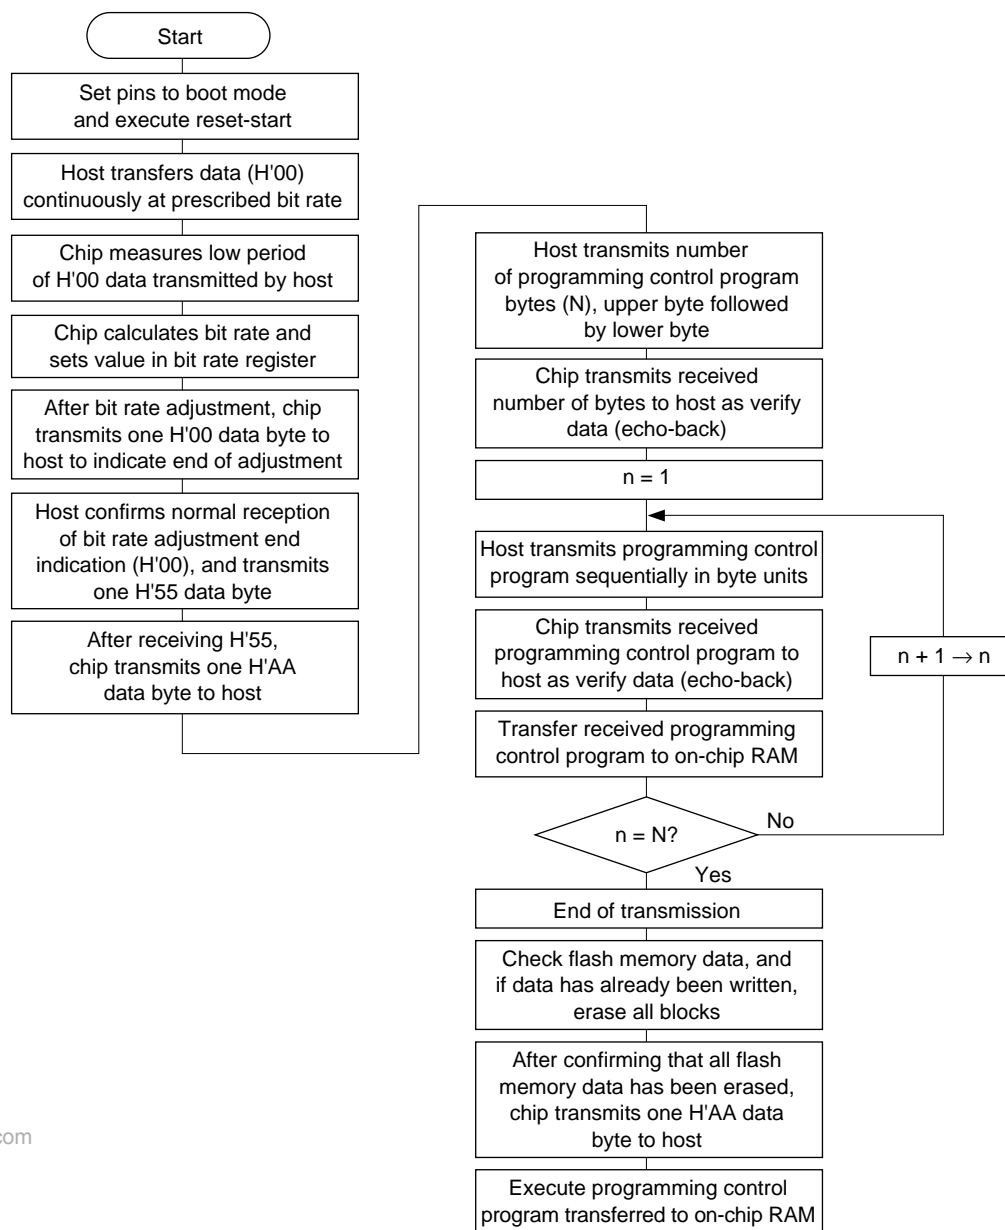 Start
Set pins to boot mode
and execute reset-start
Host transfers data (H'00)
continuously at prescribed bit rate
Chip measures low period
of H'00 data transmitted by host
Chip calculates bit rate and
sets value in bit rate register
After bit rate adjustment, chip
transmits one H'00 data byte to
host to indicate end of adjustment
Host confirms normal reception
of bit rate adjustment end
indication (H'00), and transmits
one H'55 data byte
After receiving H'55,
chip transmits one H'AA
data byte to host
Host transmits number
of programming control program
bytes (N), upper byte followed
by lower byte
Chip transmits received
number of bytes to host as verify
data (echo-back)
n = 1
Host transmits programming control
program sequentially in byte units
Chip transmits received
programming control program to
host as verify data (echo-back)
n + 1 → n
Transfer received programming
control program to on-chip RAM
n = N?
No
Yes
End of transmission
Check flash memory data, and
if data has already been written,
erase all blocks
After confirming that all flash
memory data has been erased,
chip transmits one H'AA data
byte to host
Execute programming control
program transferred to on-chip RAM
com